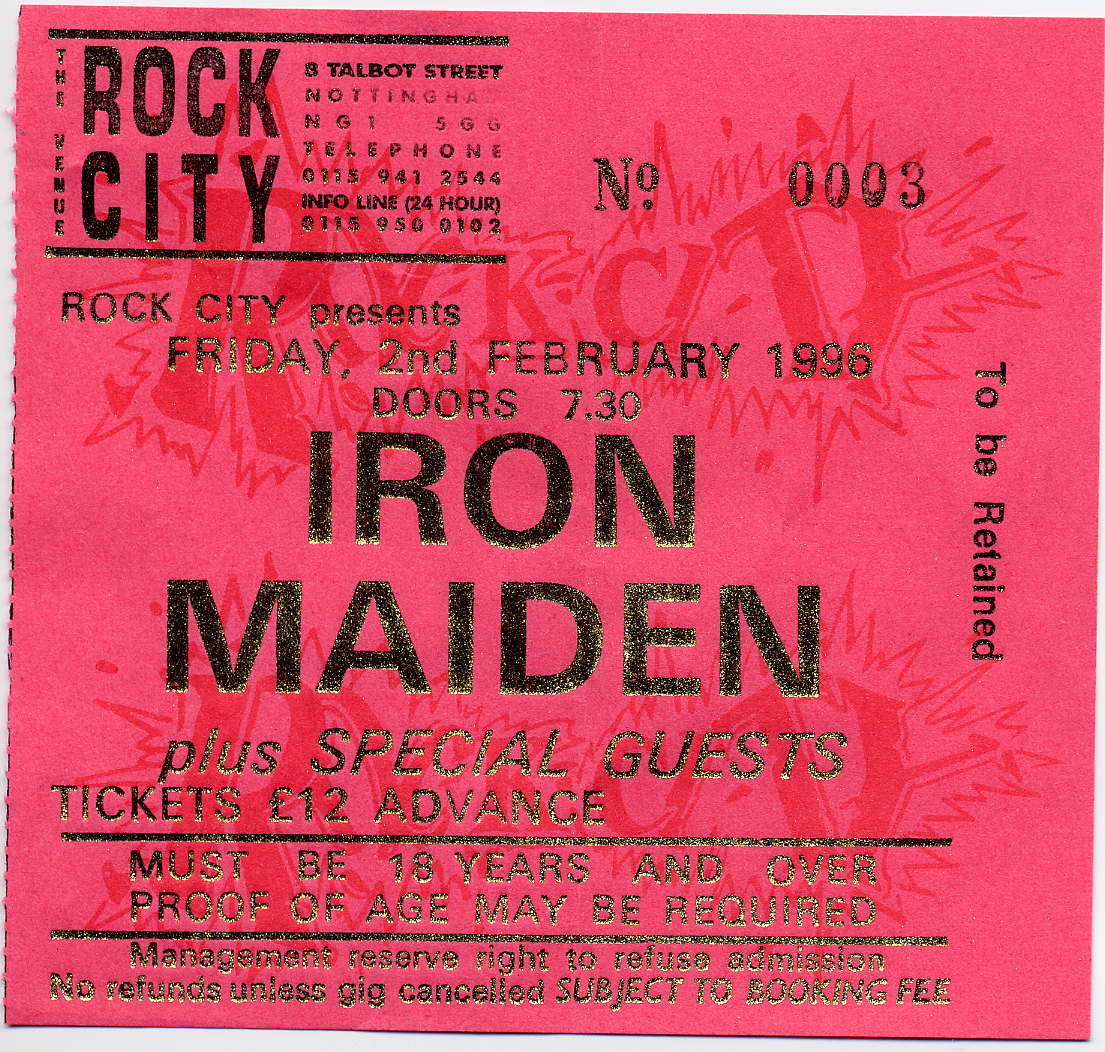 THE VENUE
ROCK
CITY
8 TALBOT STREET
NOTTINGHA
NG1 5GG
TELEPHONE
0115 941 2544
INFO LINE (24 HOUR)
0115 950 0102
No. 0003
ROCK CITY presents
FRIDAY, 2nd FEBRUARY 1996
DOORS 7.30
IRON
MAIDEN
plus SPECIAL GUESTS
TICKETS £12 ADVANCE
MUST BE 18 YEARS AND OVER
PROOF OF AGE MAY BE REQUIRED
Management reserve right to refuse admission
No refunds unless gig cancelled SUBJECT TO BOOKING FEE
To be Retained